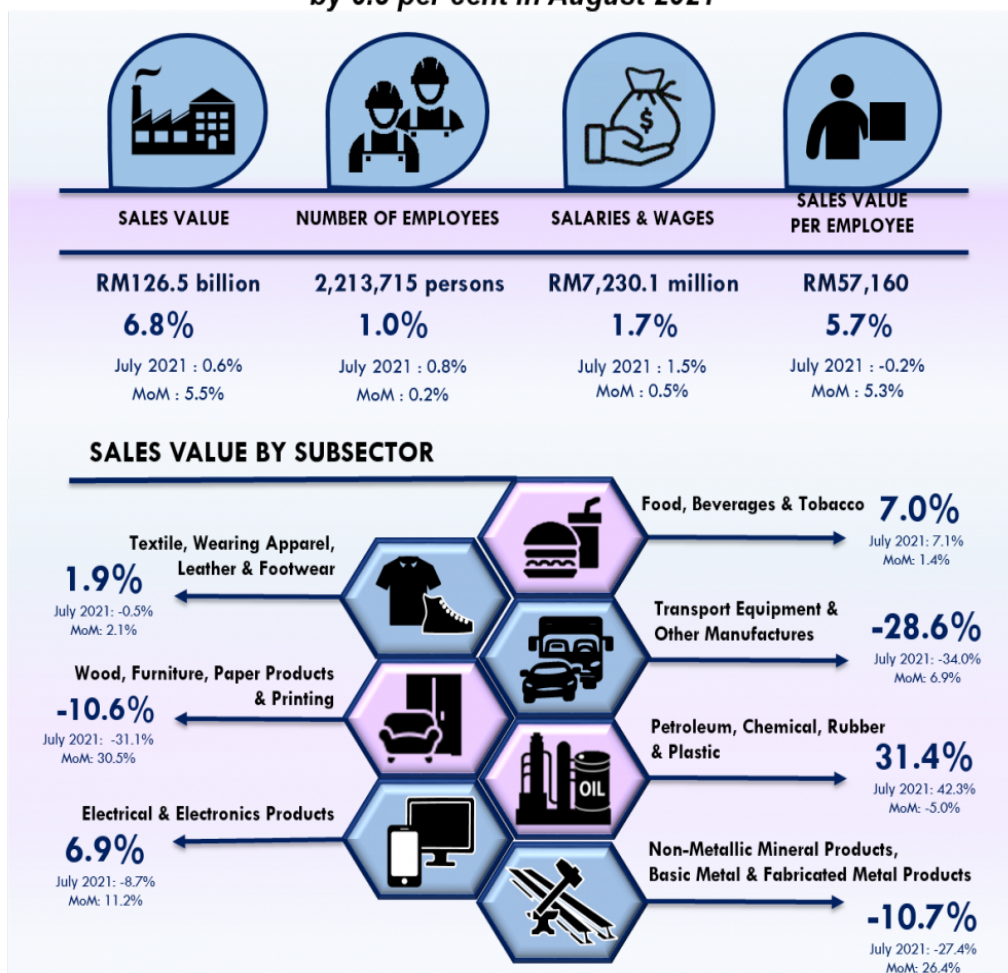 in August 2021
SALES VALUE
NUMBER OF EMPLOYEES
SALARIES & WAGES
SALES VALUE
PER EMPLOYEE
RM126.5 billion
2,213,715 persons
RM7,230.1 million
RM57,160
6.8%
1.0%
1.7%
5.7%
July 2021 : 0.6%
July 2021 : 0.8%
July 2021 : 1.5%
July 2021 : -0.2%
MoM : 5.5%
MoM : 0.2%
MoM : 0.5%
MoM : 5.3%
SALES VALUE BY SUBSECTOR
Food, Beverages & Tobacco
7.0%
July 2021: 7.1%
MoM: 1.4%
Textile, Wearing Apparel,
Leather & Footwear
1.9%
July 2021: -0.5%
MoM: 2.1%
Transport Equipment &
Other Manufactures
-28.6%
July 2021: -34.0%
MoM: 6.9%
Wood, Furniture, Paper Products
& Printing
-10.6%
July 2021: -31.1%
MoM: 30.5%
Petroleum, Chemical, Rubber
& Plastic
31.4%
July 2021: 42.3%
MoM: -5.0%
OIL
Electrical & Electronics Products
6.9%
July 2021: -8.7%
MoM: 11.2%
Non-Metallic Mineral Products,
Basic Metal & Fabricated Metal Products
-10.7%
July 2021: -27.4%
MoM: 26.4%